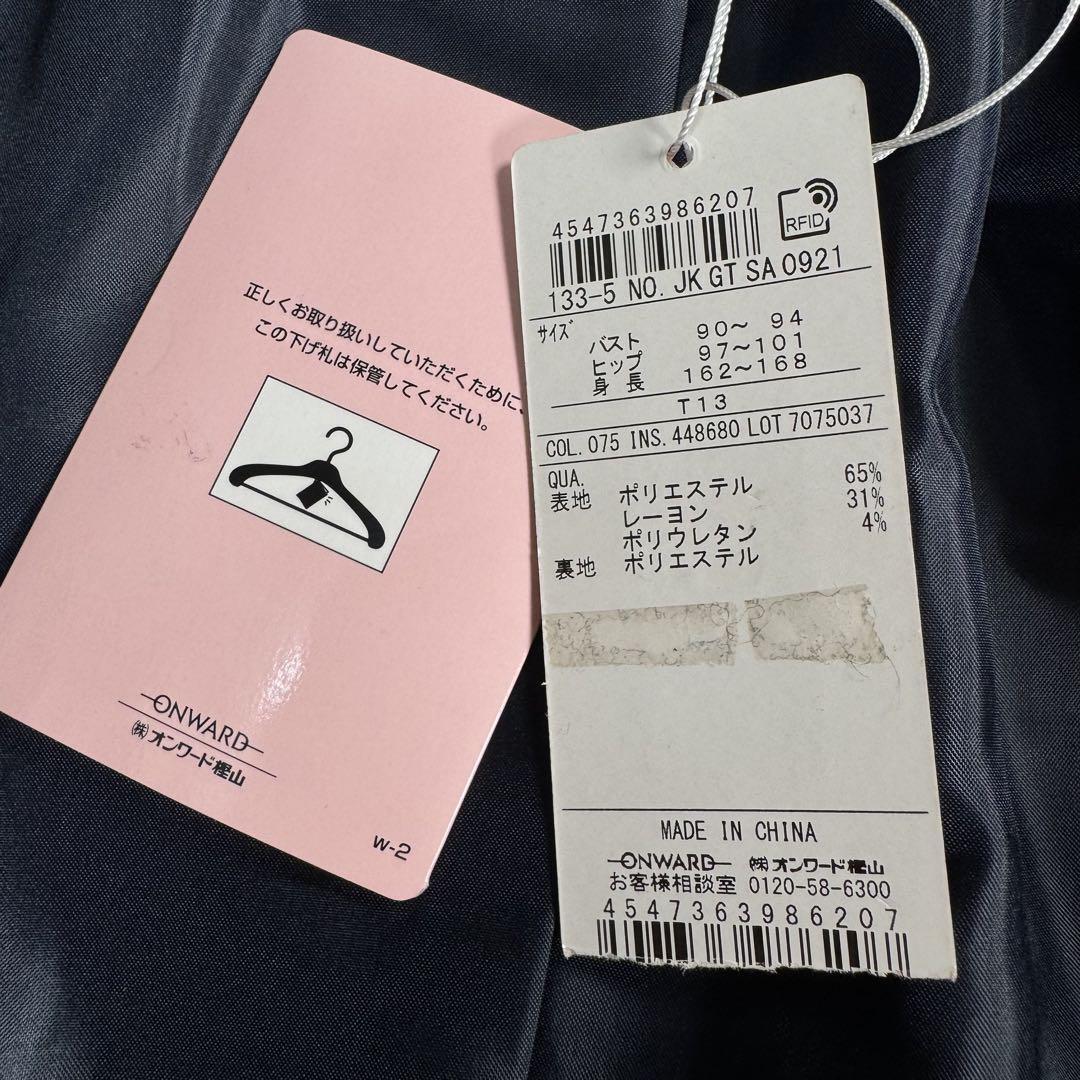 正しくお取り扱いしていただくために、
この下げ札は保管してください。
ONWARD
㈱オンワード樫山
W-2
4547363986207
RFID
133-5 NO. JK GT SA 0921
サイズ
バスト 90~ 94
ヒップ 97~101
身長 162~168
T13
COL. 075 INS. 448680 LOT 7075037
QUA.
表地 ポリエステル 65%
レーヨン 31%
ポリウレタン 4%
裏地 ポリエステル
MADE IN CHINA
ONWARD ㈱オンワード樫山
お客様相談室 0120-58-6300
4547363986207